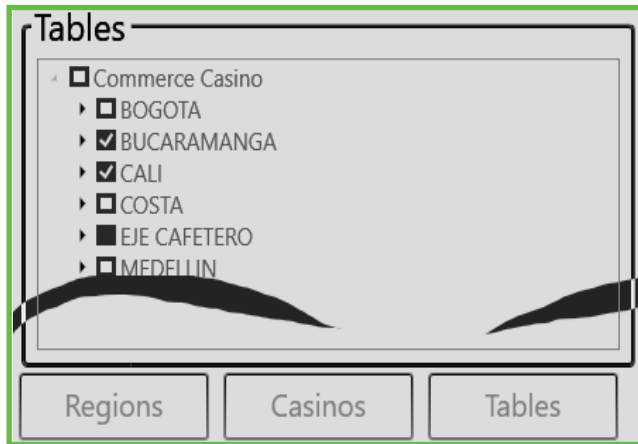 Tables
Commerce Casino
BOGOTA
BUCARAMANGA
CALI
COSTA
EJE CAFETERO
MEDELLIN
Regions
Casinos
Tables